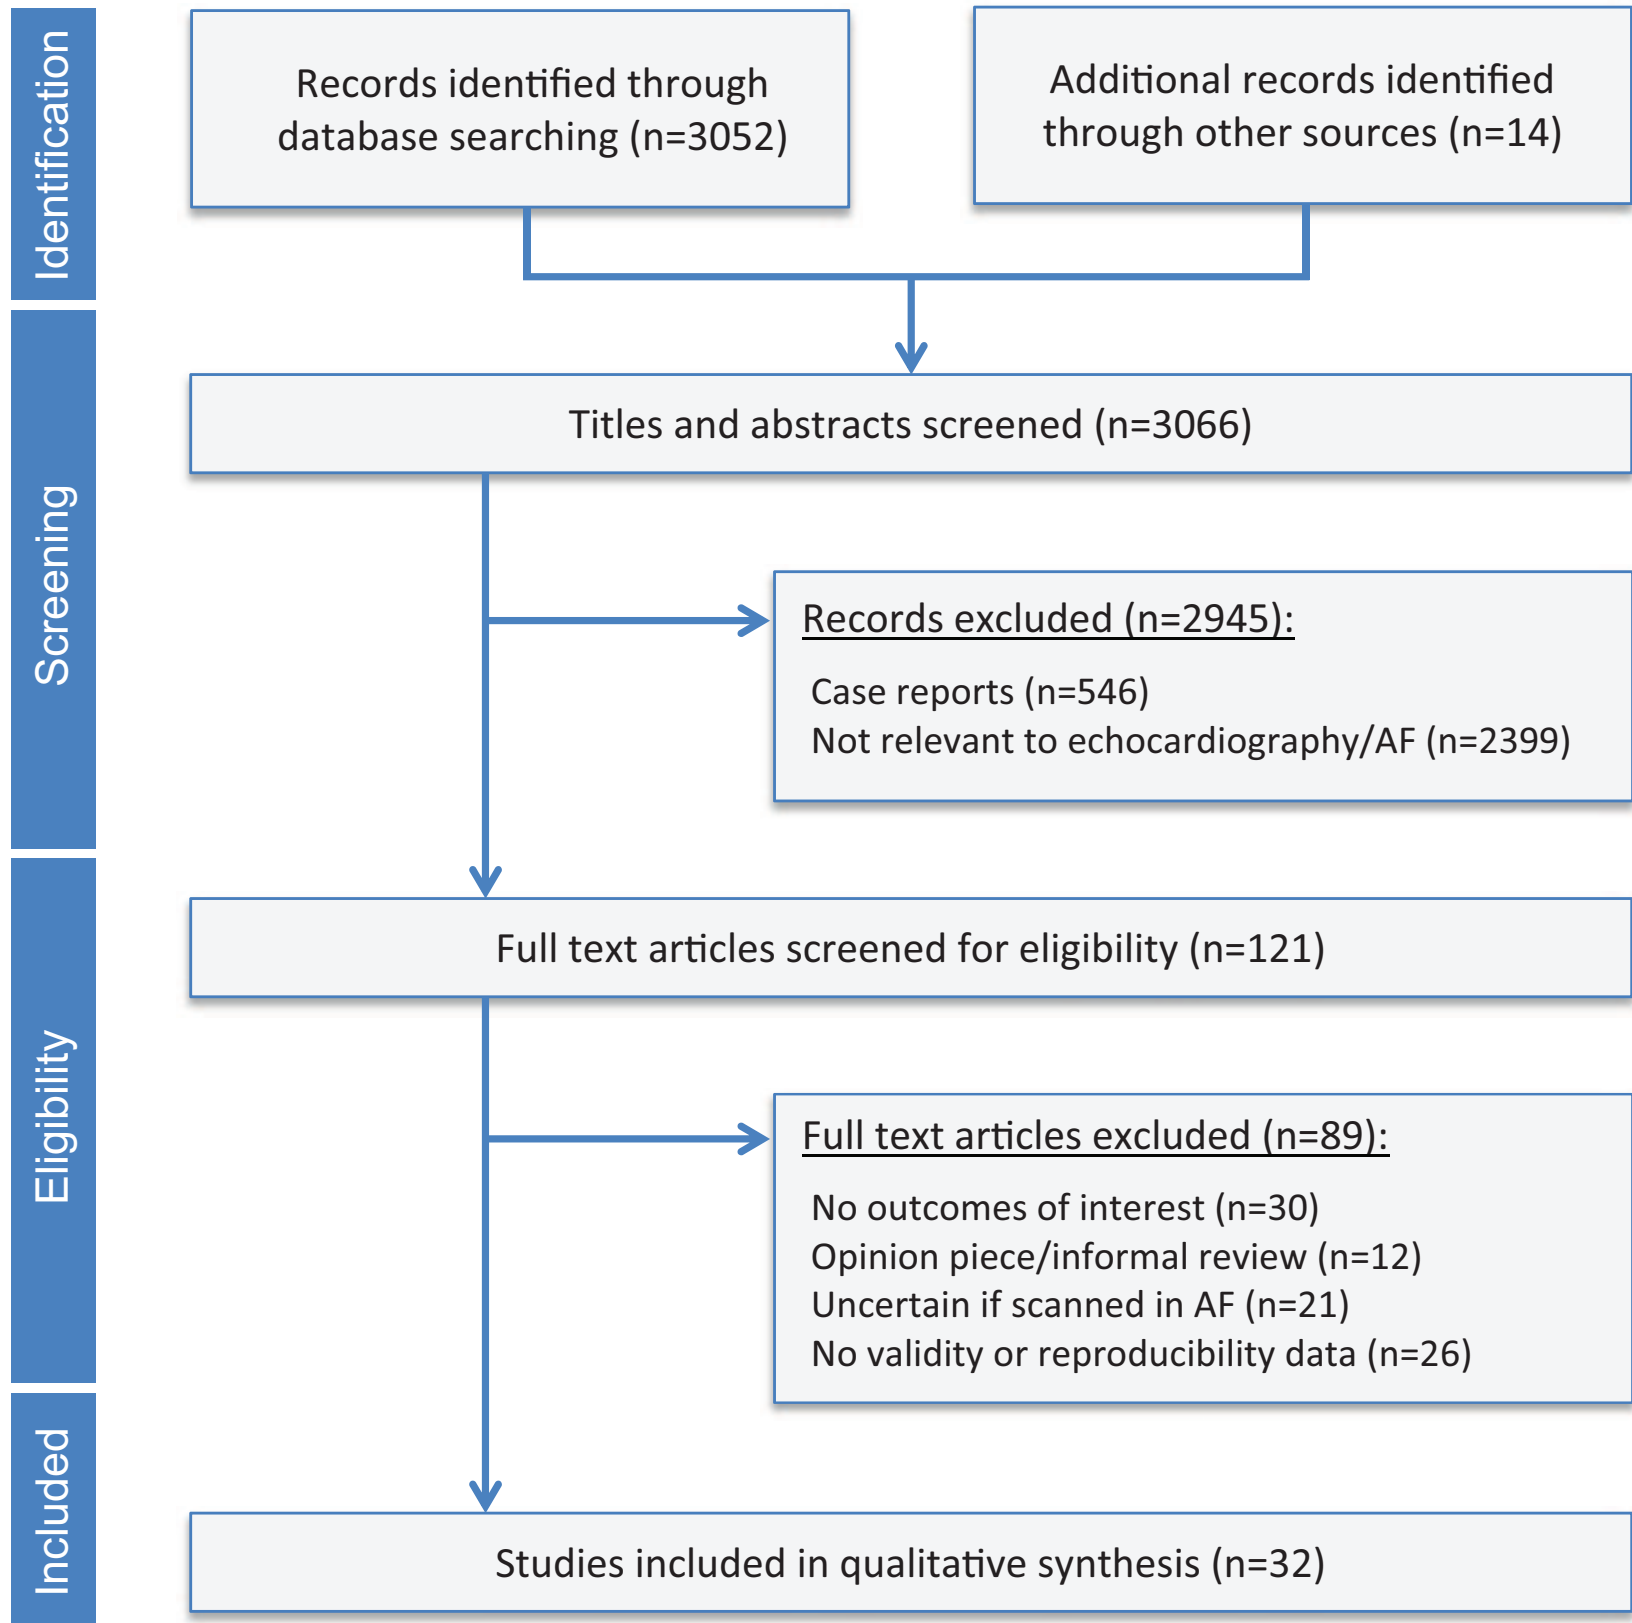 Identification
Records identified through
database searching (n=3052)
Additional records identified
through other sources (n=14)
Screening
Titles and abstracts screened (n=3066)
Records excluded (n=2945):
Case reports (n=546)
Not relevant to echocardiography/AF (n=2399)
Eligibility
Full text articles screened for eligibility (n=121)
Full text articles excluded (n=89):
No outcomes of interest (n=30)
Opinion piece/informal review (n=12)
Uncertain if scanned in AF (n=21)
No validity or reproducibility data (n=26)
Included
Studies included in qualitative synthesis (n=32)